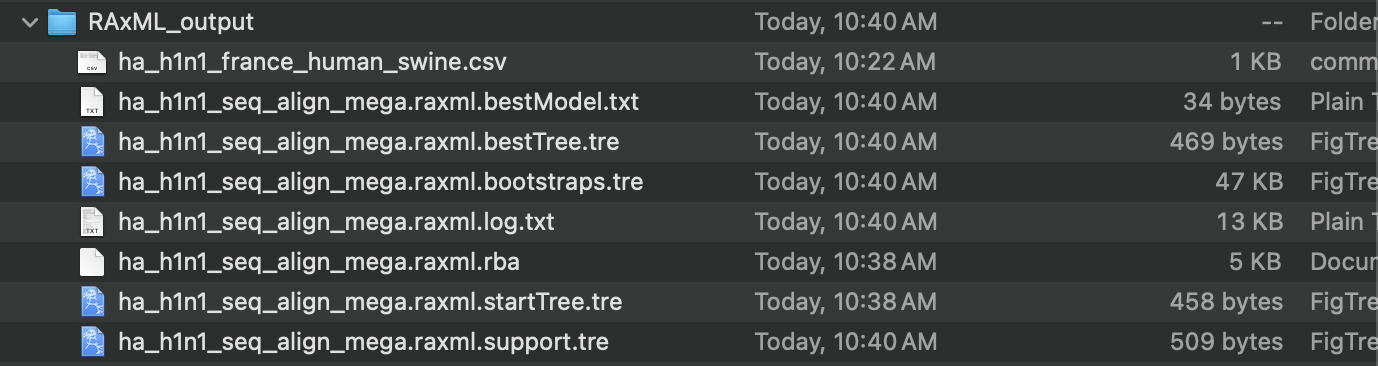 RAxML_output Today, 10:40 AM -- Folder
ha_h1n1_france_human_swine.csv Today, 10:22 AM 1 KB comm
ha_h1n1_seq_align_mega.raxml.bestModel.txt Today, 10:40 AM 34 bytes Plain T
ha_h1n1_seq_align_mega.raxml.bestTree.tre Today, 10:40 AM 469 bytes FigTre
ha_h1n1_seq_align_mega.raxml.bootstraps.tre Today, 10:40 AM 47 KB FigTre
ha_h1n1_seq_align_mega.raxml.log.txt Today, 10:40 AM 13 KB Plain T
ha_h1n1_seq_align_mega.raxml.rba Today, 10:38 AM 5 KB Docum
ha_h1n1_seq_align_mega.raxml.startTree.tre Today, 10:38 AM 458 bytes FigTre
ha_h1n1_seq_align_mega.raxml.support.tre Today, 10:40 AM 509 bytes FigTre